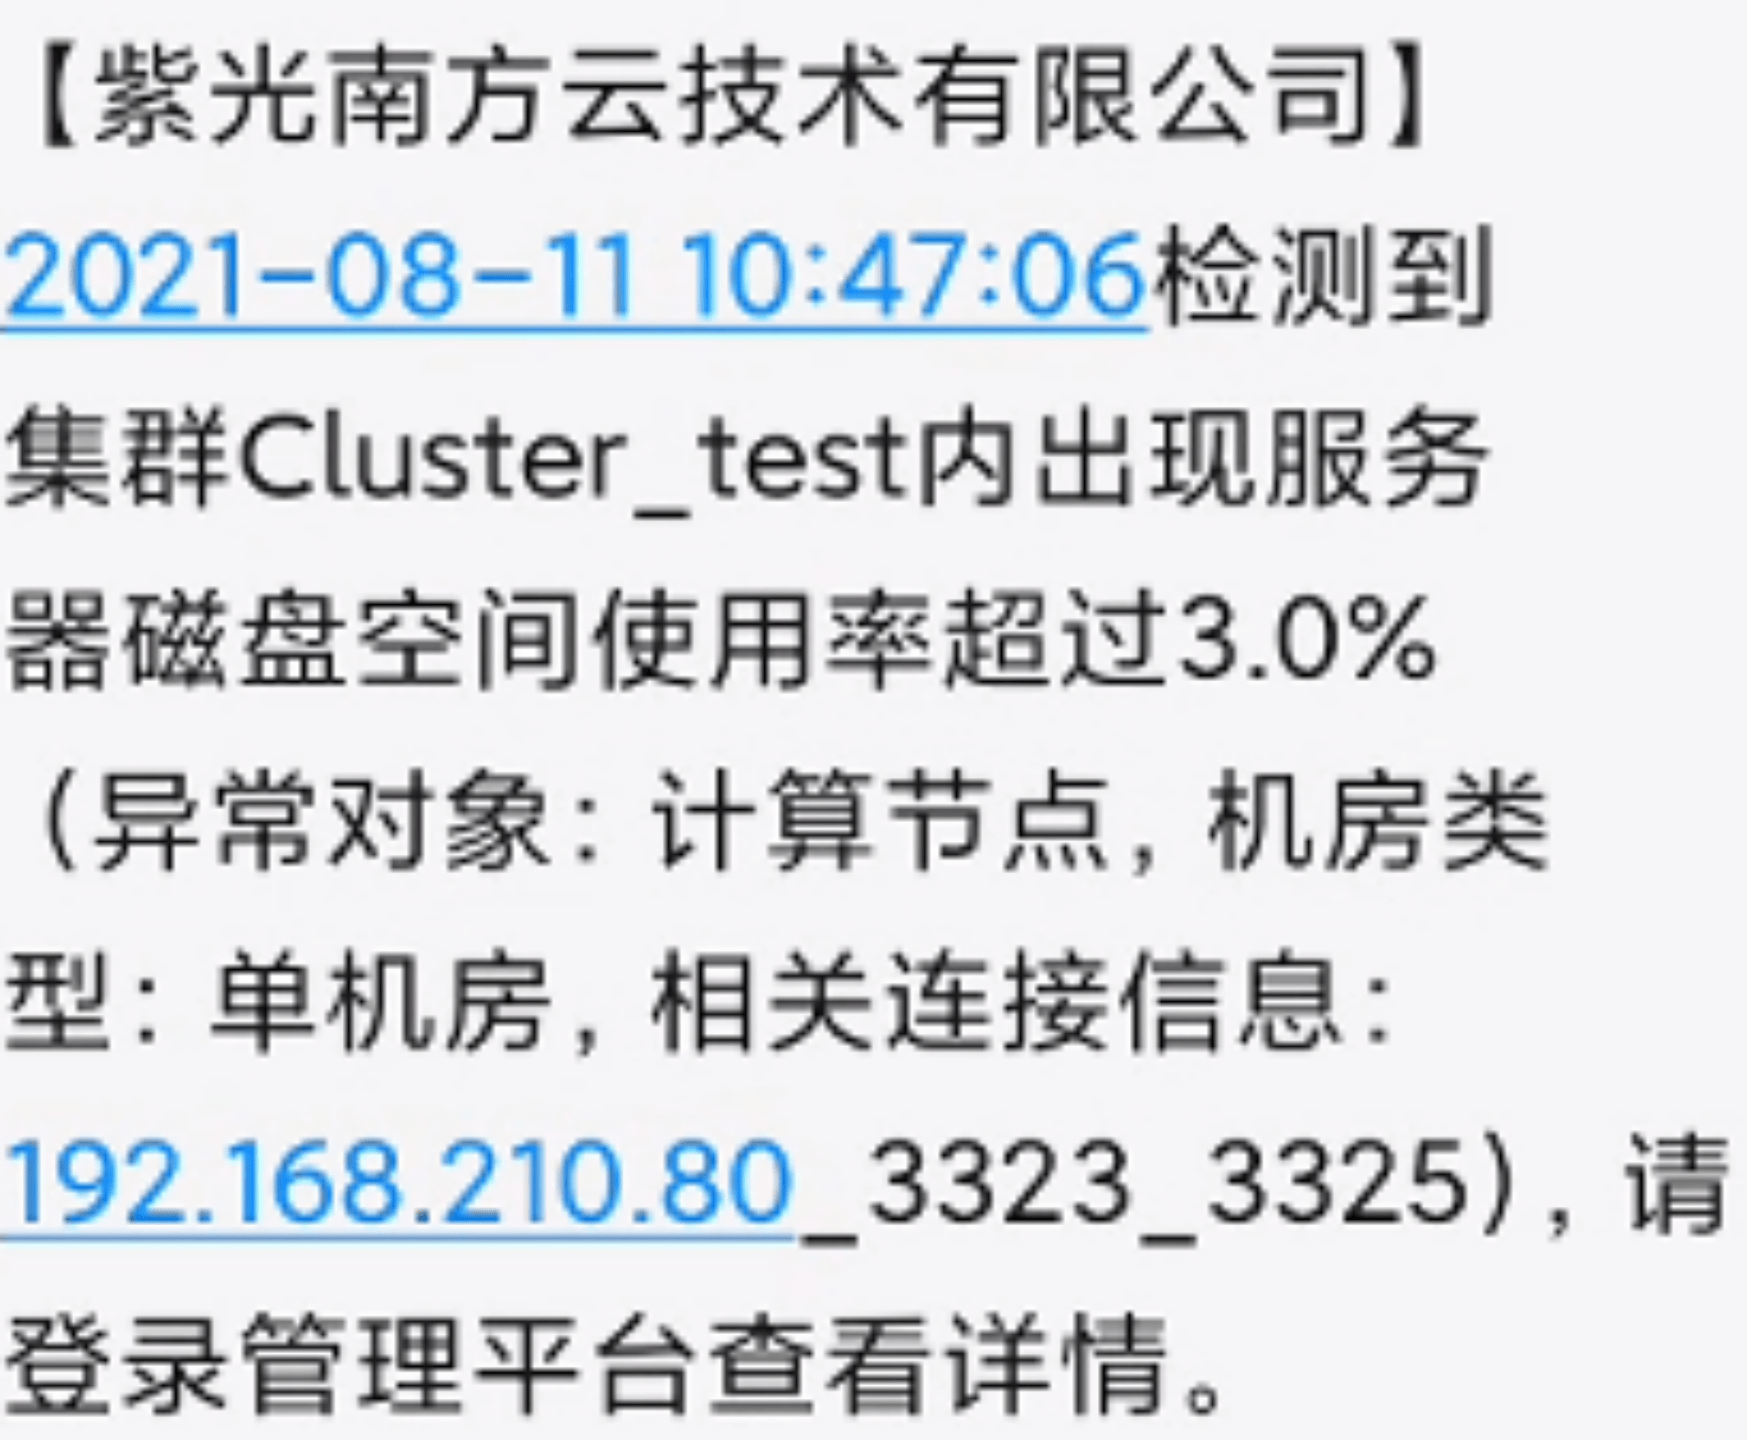 【紫光南方云技术有限公司】
2021-08-11 10:47:06检测到
集群Cluster_test内出现服务
器磁盘空间使用率超过3.0%
（异常对象：计算节点，机房类
型：单机房，相关连接信息：
192.168.210.80_3323_3325)，请
登录管理平台查看详情。